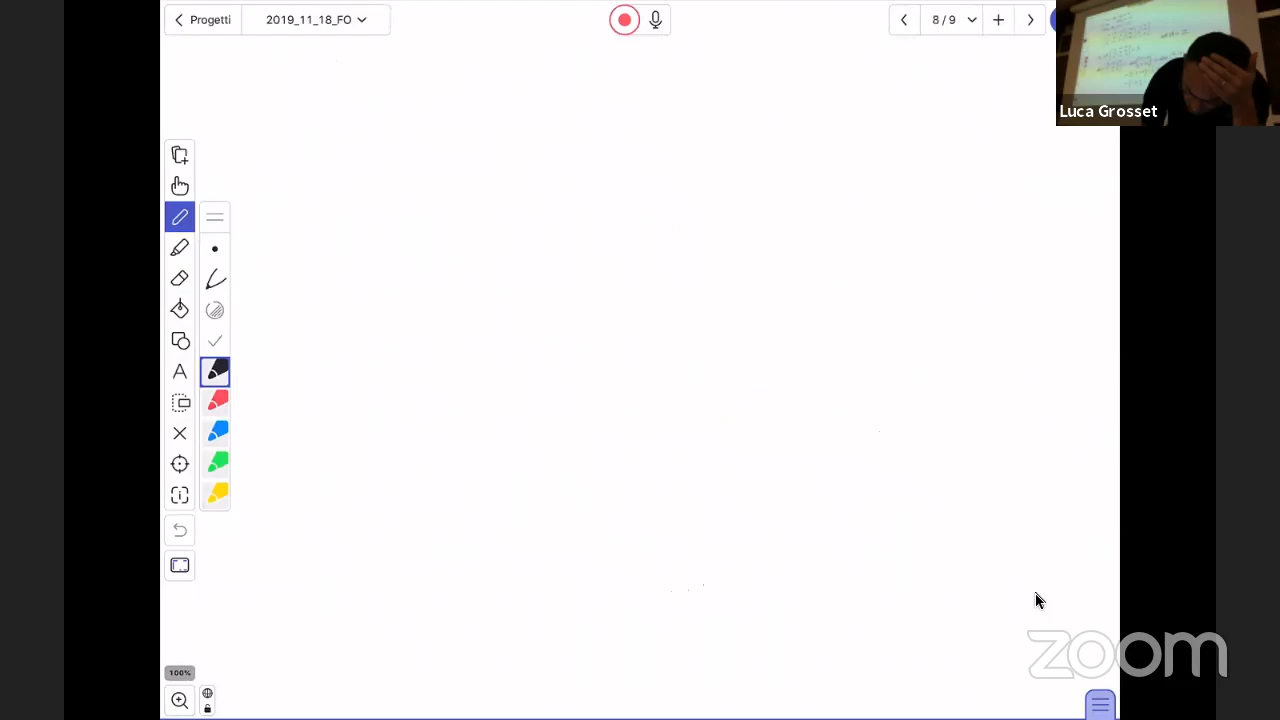 Progetti
2019_11_18_FO
8 / 9
Luca Grosset
100%
zoom